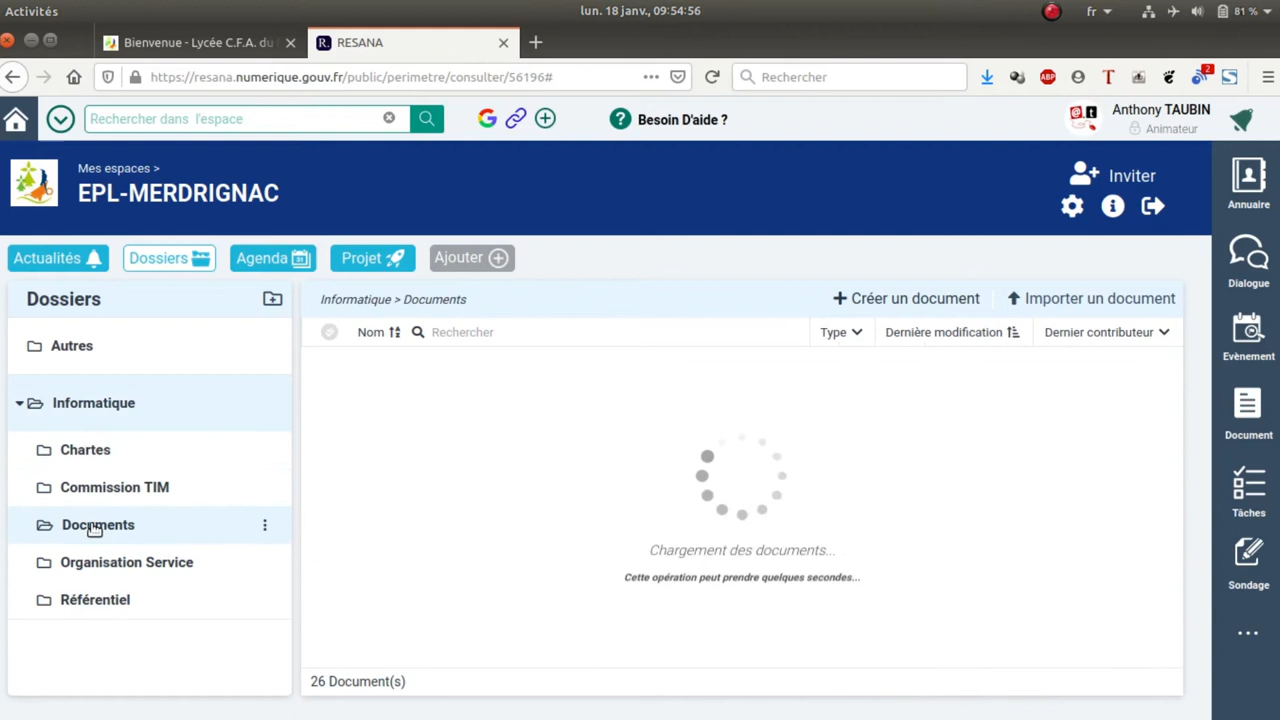 Activités
lun. 18 janv., 09:54:56
fr
81 %
Bienvenue - Lycée C.F.A. du
RESANA
https://resana.numerique.gouv.fr/public/perimetre/consulter/56196#
Rechercher
ABP
2
Rechercher dans l'espace
Besoin D'aide ?
Anthony TAUBIN
Animateur
Mes espaces >
EPL-MERDRIGNAC
Inviter
Annuaire
Actualités
Dossiers
Agenda
Projet
Ajouter
Dialogue
Dossiers
Informatique > Documents
Créer un document
Importer un document
Nom
Rechercher
Type
Dernière modification
Dernier contributeur
Autres
Evènement
Informatique
Document
Chartes
Commission TIM
Documents
Tâches
Chargement des documents...
Organisation Service
Cette opération peut prendre quelques secondes...
Sondage
Référentiel
26 Document(s)